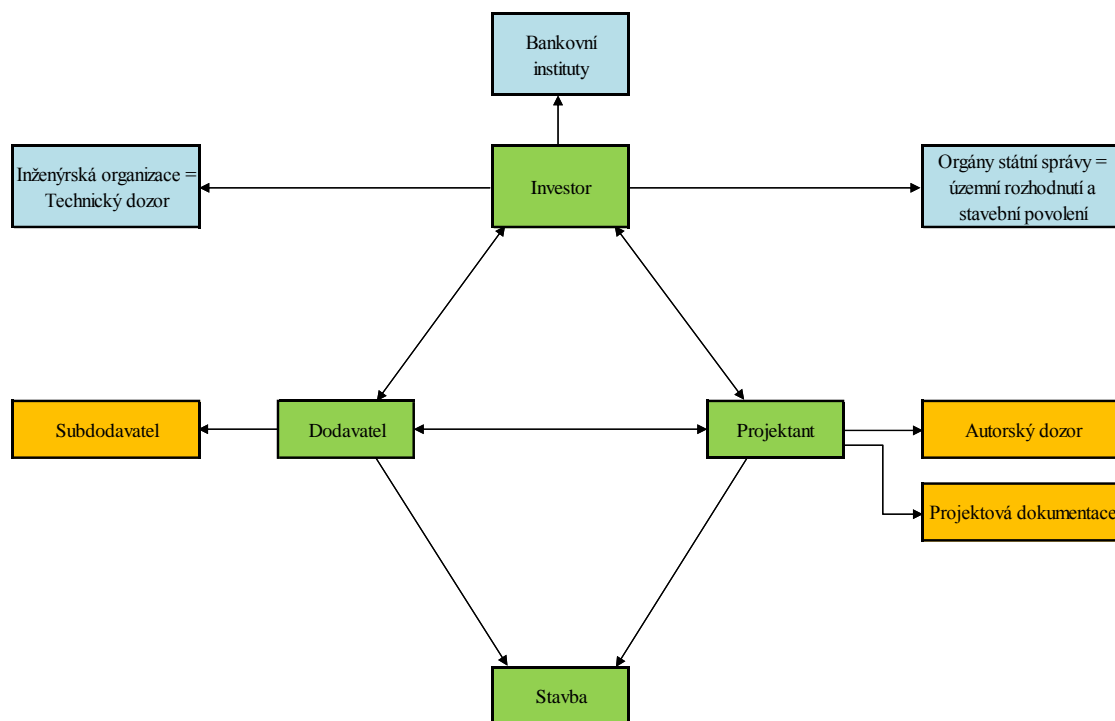 Bankovní
instituty
Inženýrská organizace =
Technický dozor
Investor
Orgány státní správy =
územní rozhodnutí a
stavební povolení
Subdodavatel
Dodavatel
Projektant
Autorský dozor
Projektová dokumentace
Stavba